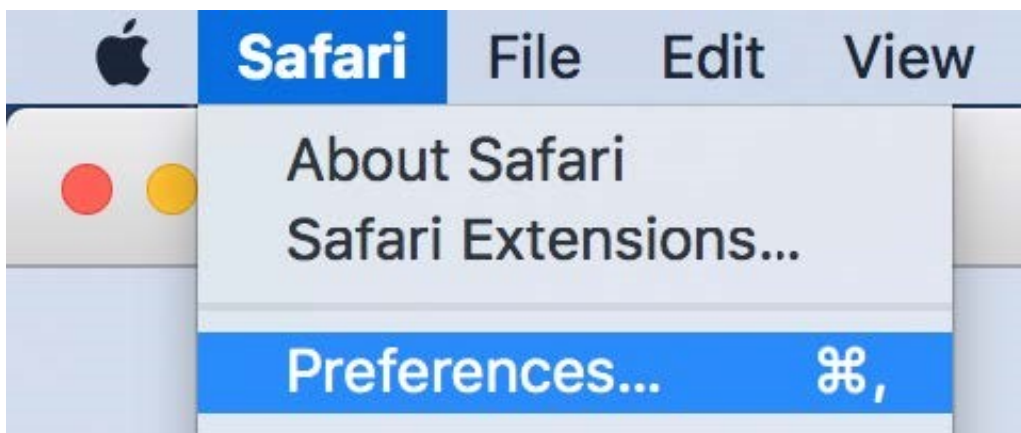 Safari File Edit View
About Safari
Safari Extensions...
Preferences... ⌘,